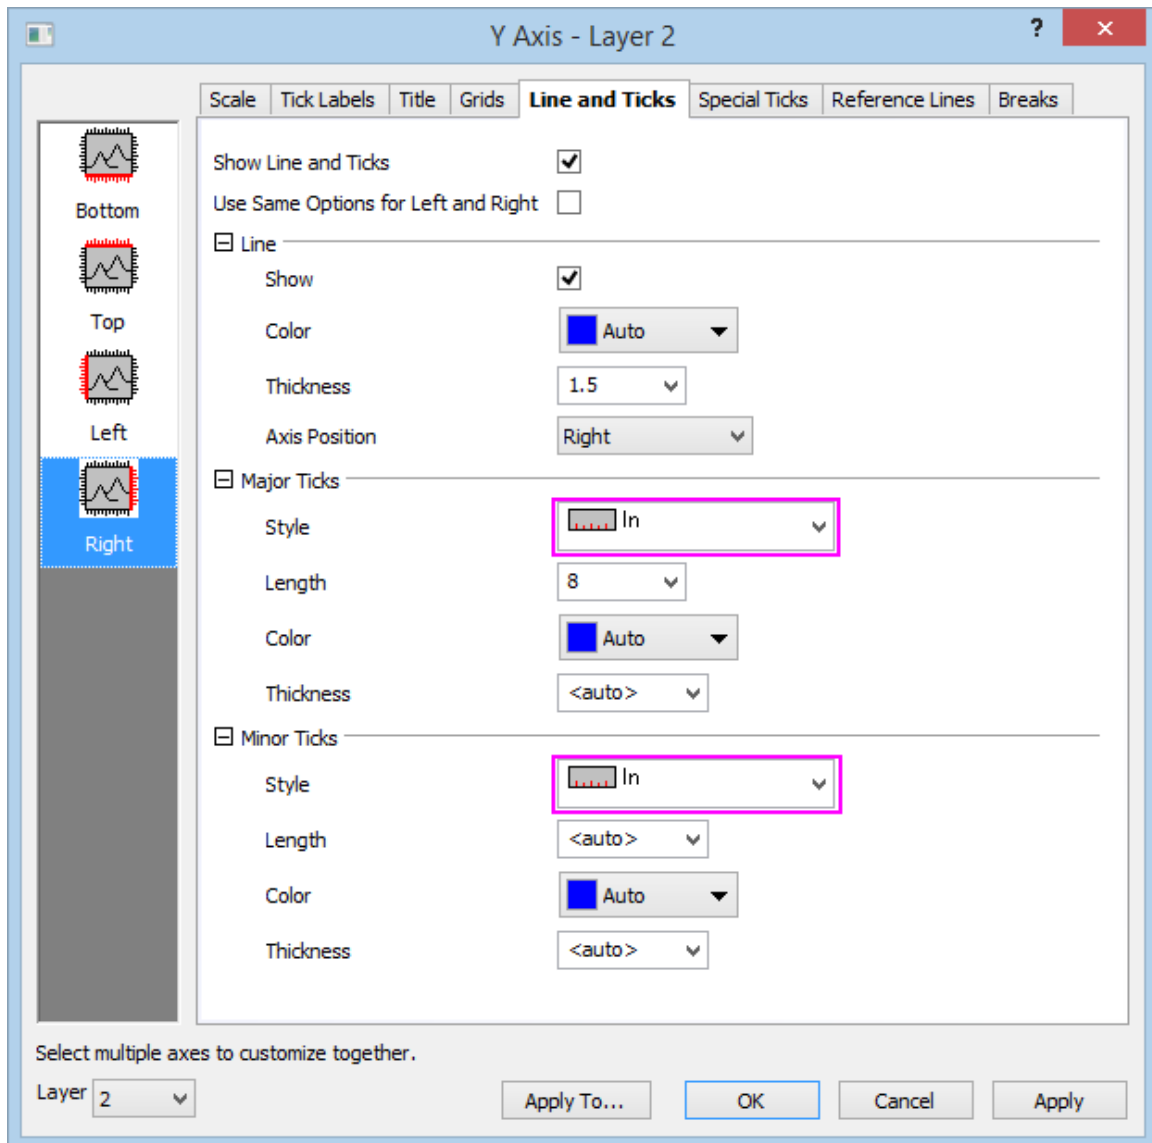 Y Axis - Layer 2 ?
Scale Tick Labels Title Grids Line and Ticks Special Ticks Reference Lines Breaks
Bottom
Top
Left
Right
Show Line and Ticks
Use Same Options for Left and Right
Line
Show
Color Auto
Thickness 1.5
Axis Position Right
Major Ticks
Style In
Length 8
Color Auto
Thickness <auto>
Minor Ticks
Style In
Length <auto>
Color Auto
Thickness <auto>
Select multiple axes to customize together.
Layer 2 Apply To... OK Cancel Apply